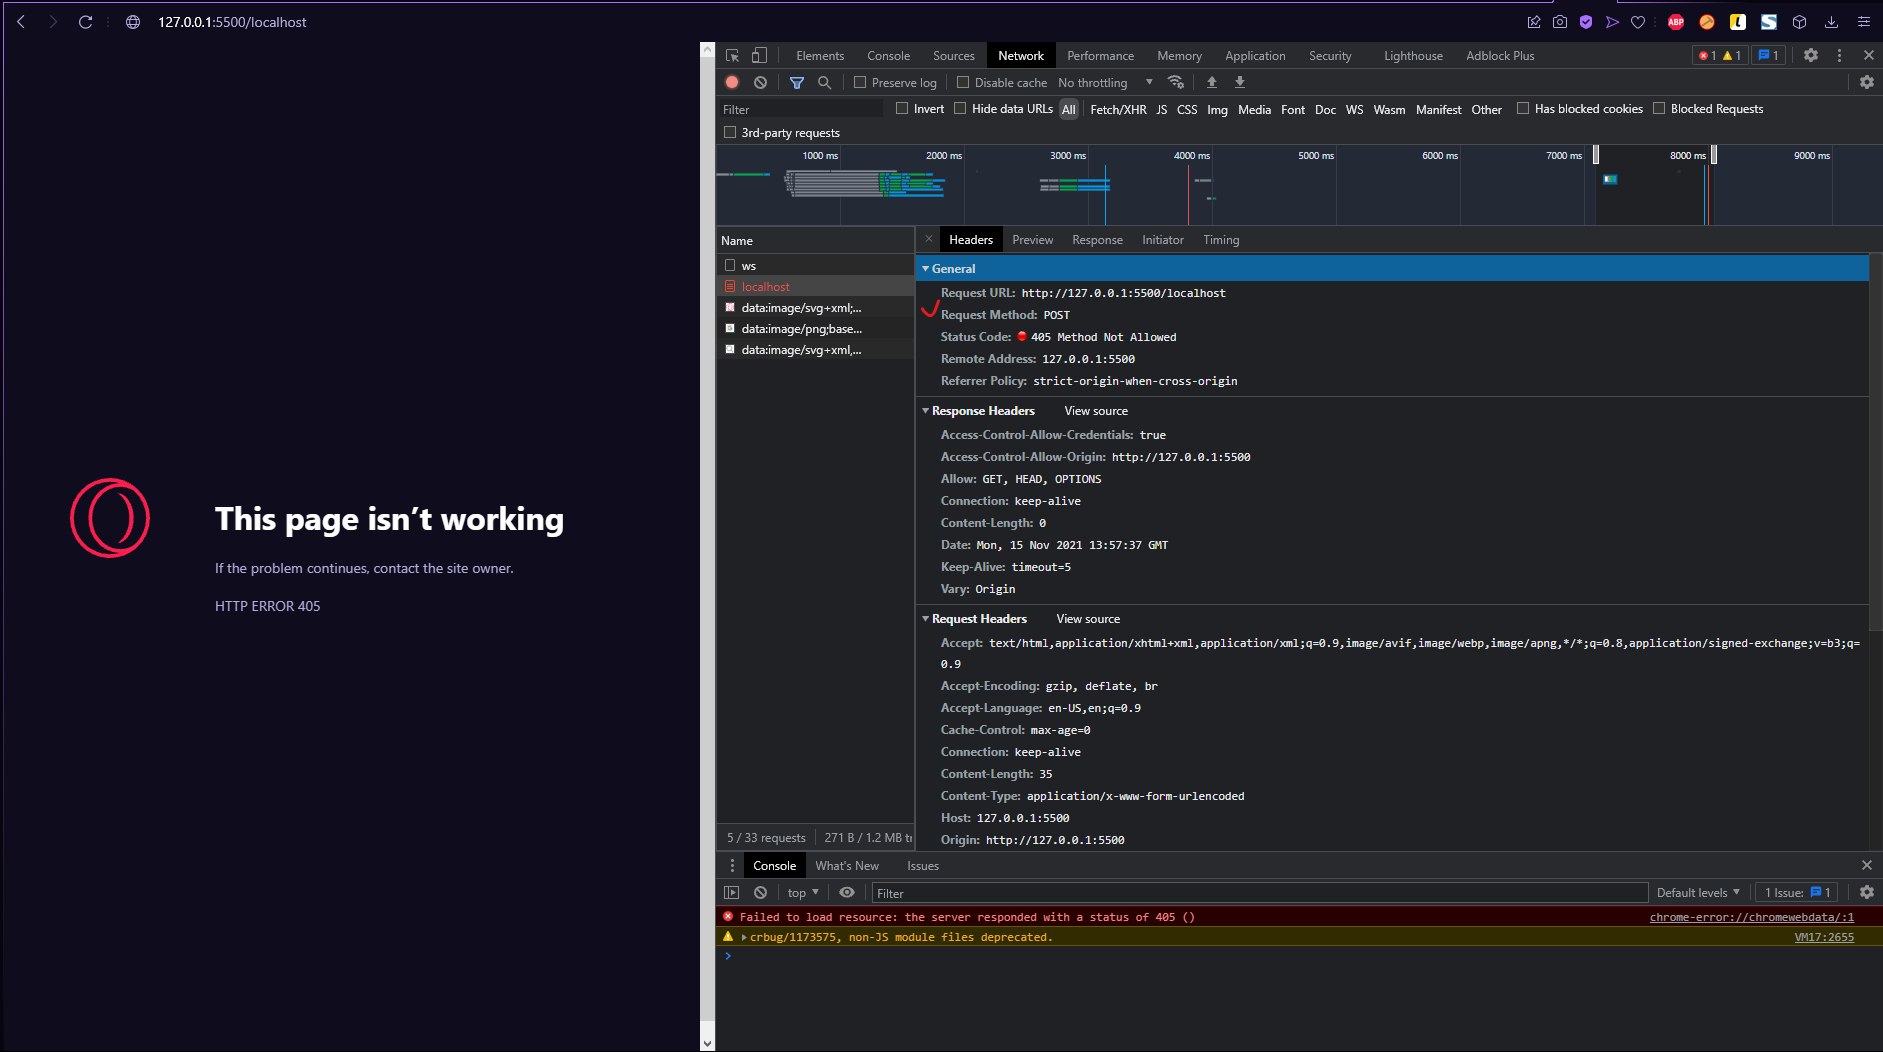 127.0.0.1:5500/localhost
Elements Console Sources Network Performance Memory Application Security Lighthouse Adblock Plus 1 1 1
Preserve log Disable cache No throttling
Filter Invert Hide data URLs All Fetch/XHR JS CSS Img Media Font Doc WS Wasm Manifest Other Has blocked cookies Blocked Requests
3rd-party requests
1000 ms 2000 ms 3000 ms 4000 ms 5000 ms 6000 ms 7000 ms 8000 ms 9000 ms
Name
ws
localhost
data:image/svg+xml;...
data:image/png;base...
data:image/svg+xml,...
5 / 33 requests 271 B / 1.2 MB tr
Headers Preview Response Initiator Timing
General
Request URL: http://127.0.0.1:5500/localhost
Request Method: POST
Status Code: 405 Method Not Allowed
Remote Address: 127.0.0.1:5500
Referrer Policy: strict-origin-when-cross-origin
Response Headers View source
Access-Control-Allow-Credentials: true
Access-Control-Allow-Origin: http://127.0.0.1:5500
Allow: GET, HEAD, OPTIONS
Connection: keep-alive
Content-Length: 0
Date: Mon, 15 Nov 2021 13:57:37 GMT
Keep-Alive: timeout=5
Vary: Origin
Request Headers View source
Accept: text/html,application/xhtml+xml,application/xml;q=0.9,image/avif,image/webp,image/apng,*/*;q=0.8,application/signed-exchange;v=b3;q=
0.9
Accept-Encoding: gzip, deflate, br
Accept-Language: en-US,en;q=0.9
Cache-Control: max-age=0
Connection: keep-alive
Content-Length: 35
Content-Type: application/x-www-form-urlencoded
Host: 127.0.0.1:5500
Origin: http://127.0.0.1:5500
This page isn’t working
If the problem continues, contact the site owner.
HTTP ERROR 405
Console What's New Issues
top Filter Default levels 1 Issue: 1
Failed to load resource: the server responded with a status of 405 () chrome-error://chromewebdata/:1
crbug/1173575, non-JS module files deprecated. VM17:2655
ABP